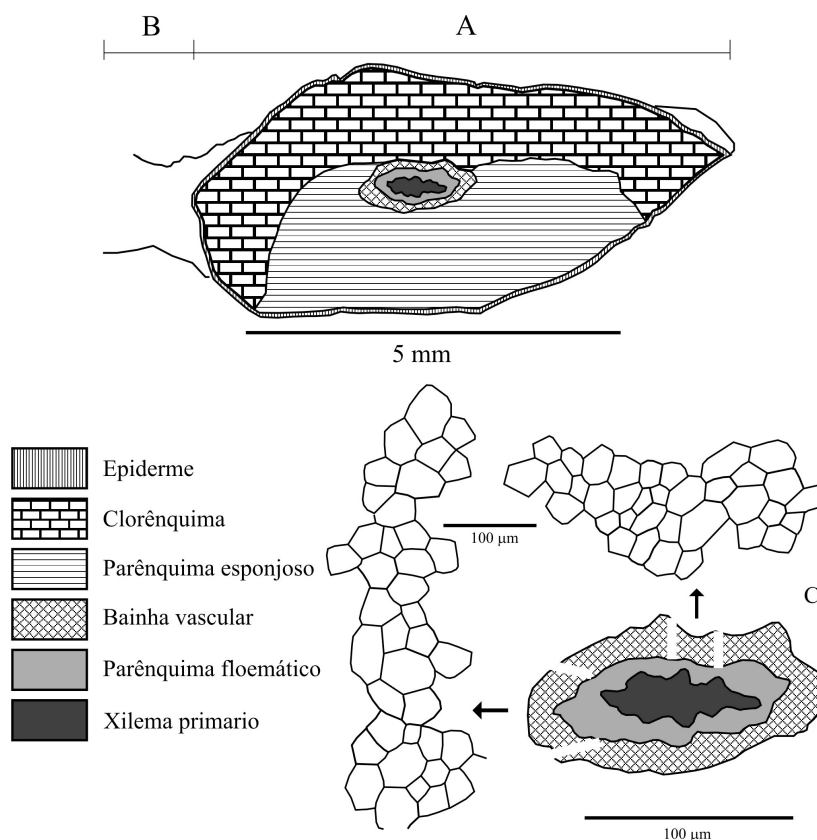 B A
5 mm
Epiderme
Clorênquima
Parênquima esponjoso
Bainha vascular
Parênquima floemático
Xilema primario
100 µm
C
100 µm